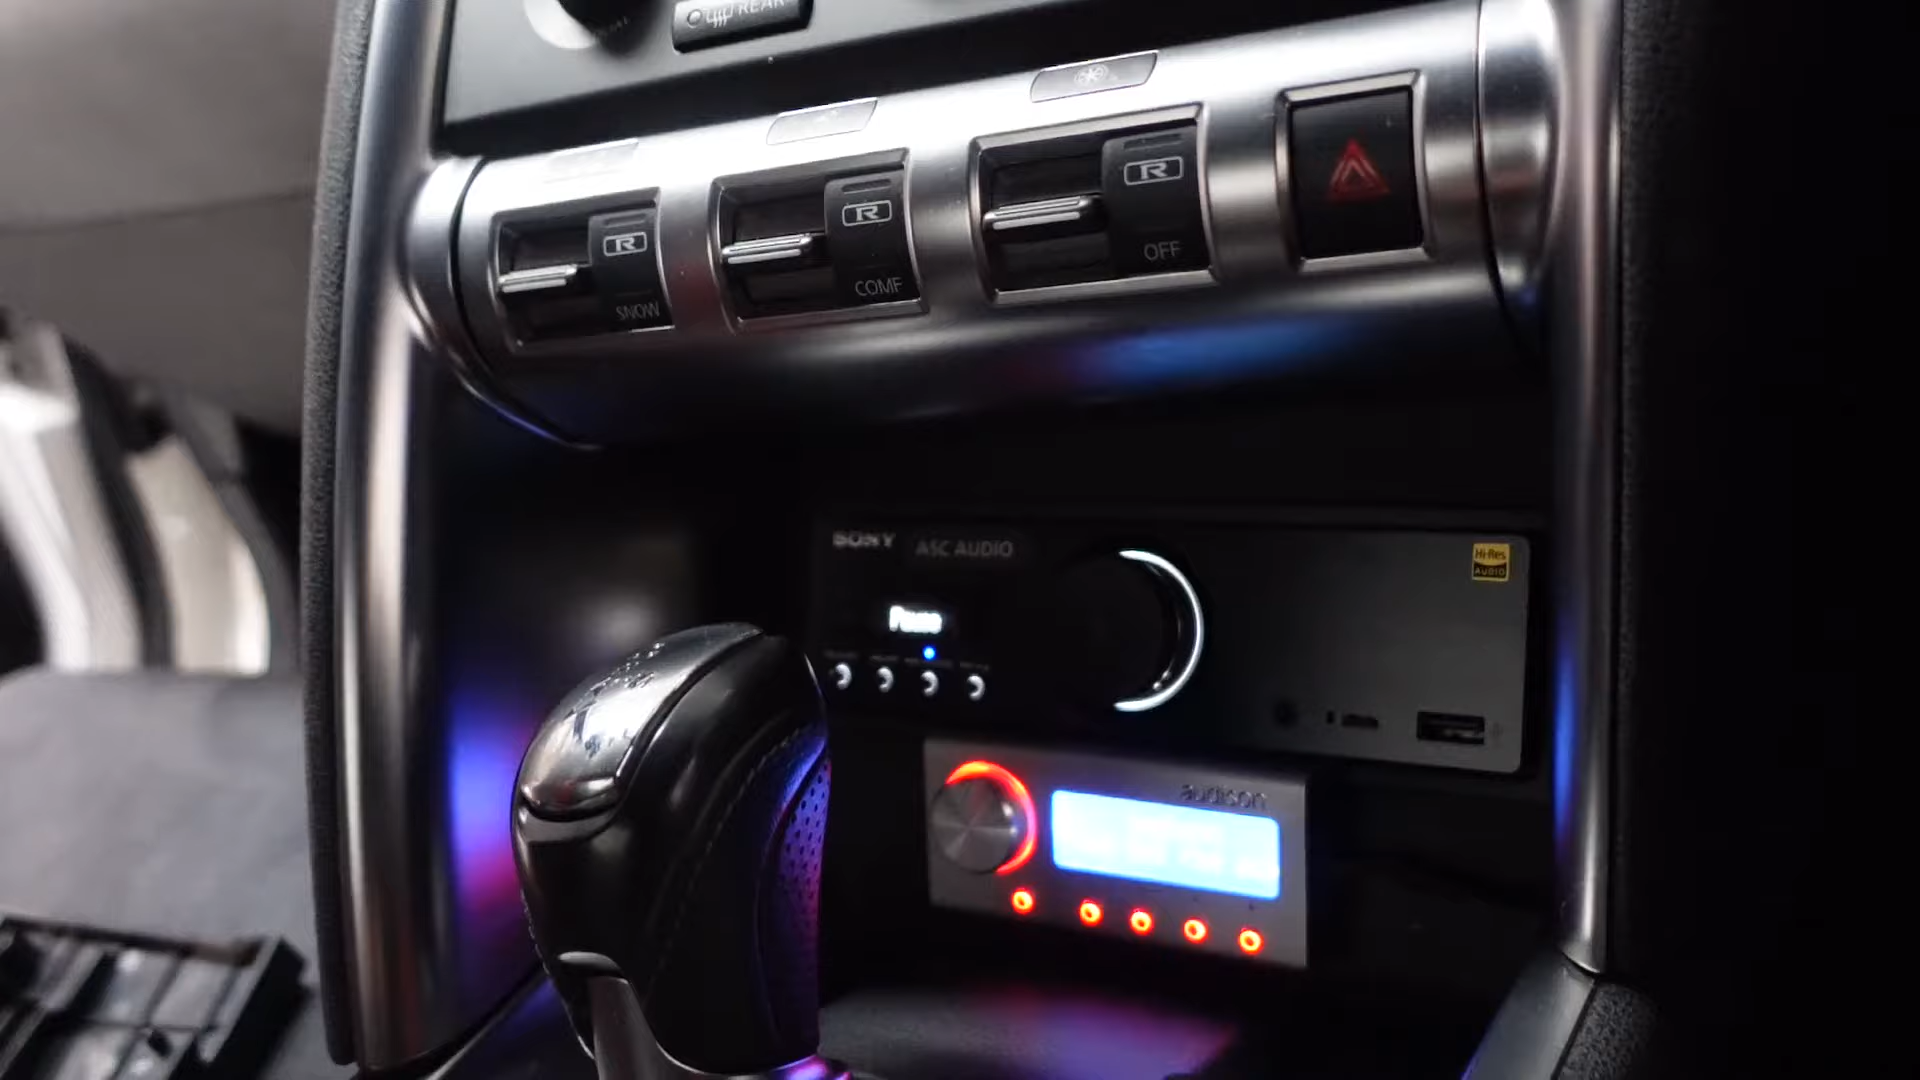 REAR
R
SNOW
R
COMF
R
OFF
SONY
ASC AUDIO
Hi-Res
AUDIO
Pause
audison